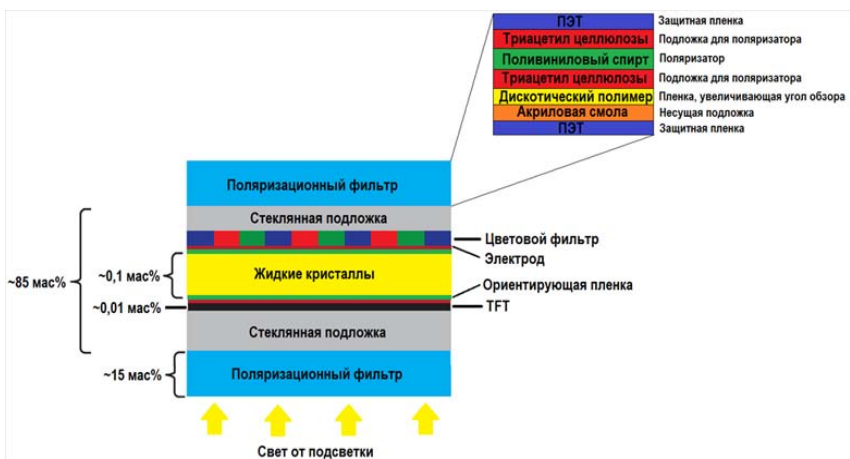 ПЭТ Защитная пленка
Триацетил целлюлозы Подложка для поляризатора
Поливиниловый спирт Поляризатор
Триацетил целлюлозы Подложка для поляризатора
Дискотический полимер Пленка, увеличивающая угол обзора
Акриловая смола Несущая подложка
ПЭТ Защитная пленка
Поляризационный фильтр
Стеклянная подложка
Цветовой фильтр
Электрод
~85 мас%
~0,1 мас%
Жидкие кристаллы
Ориентирующая пленка
~0,01 мас%
TFT
Стеклянная подложка
~15 мас%
Поляризационный фильтр
Свет от подсветки